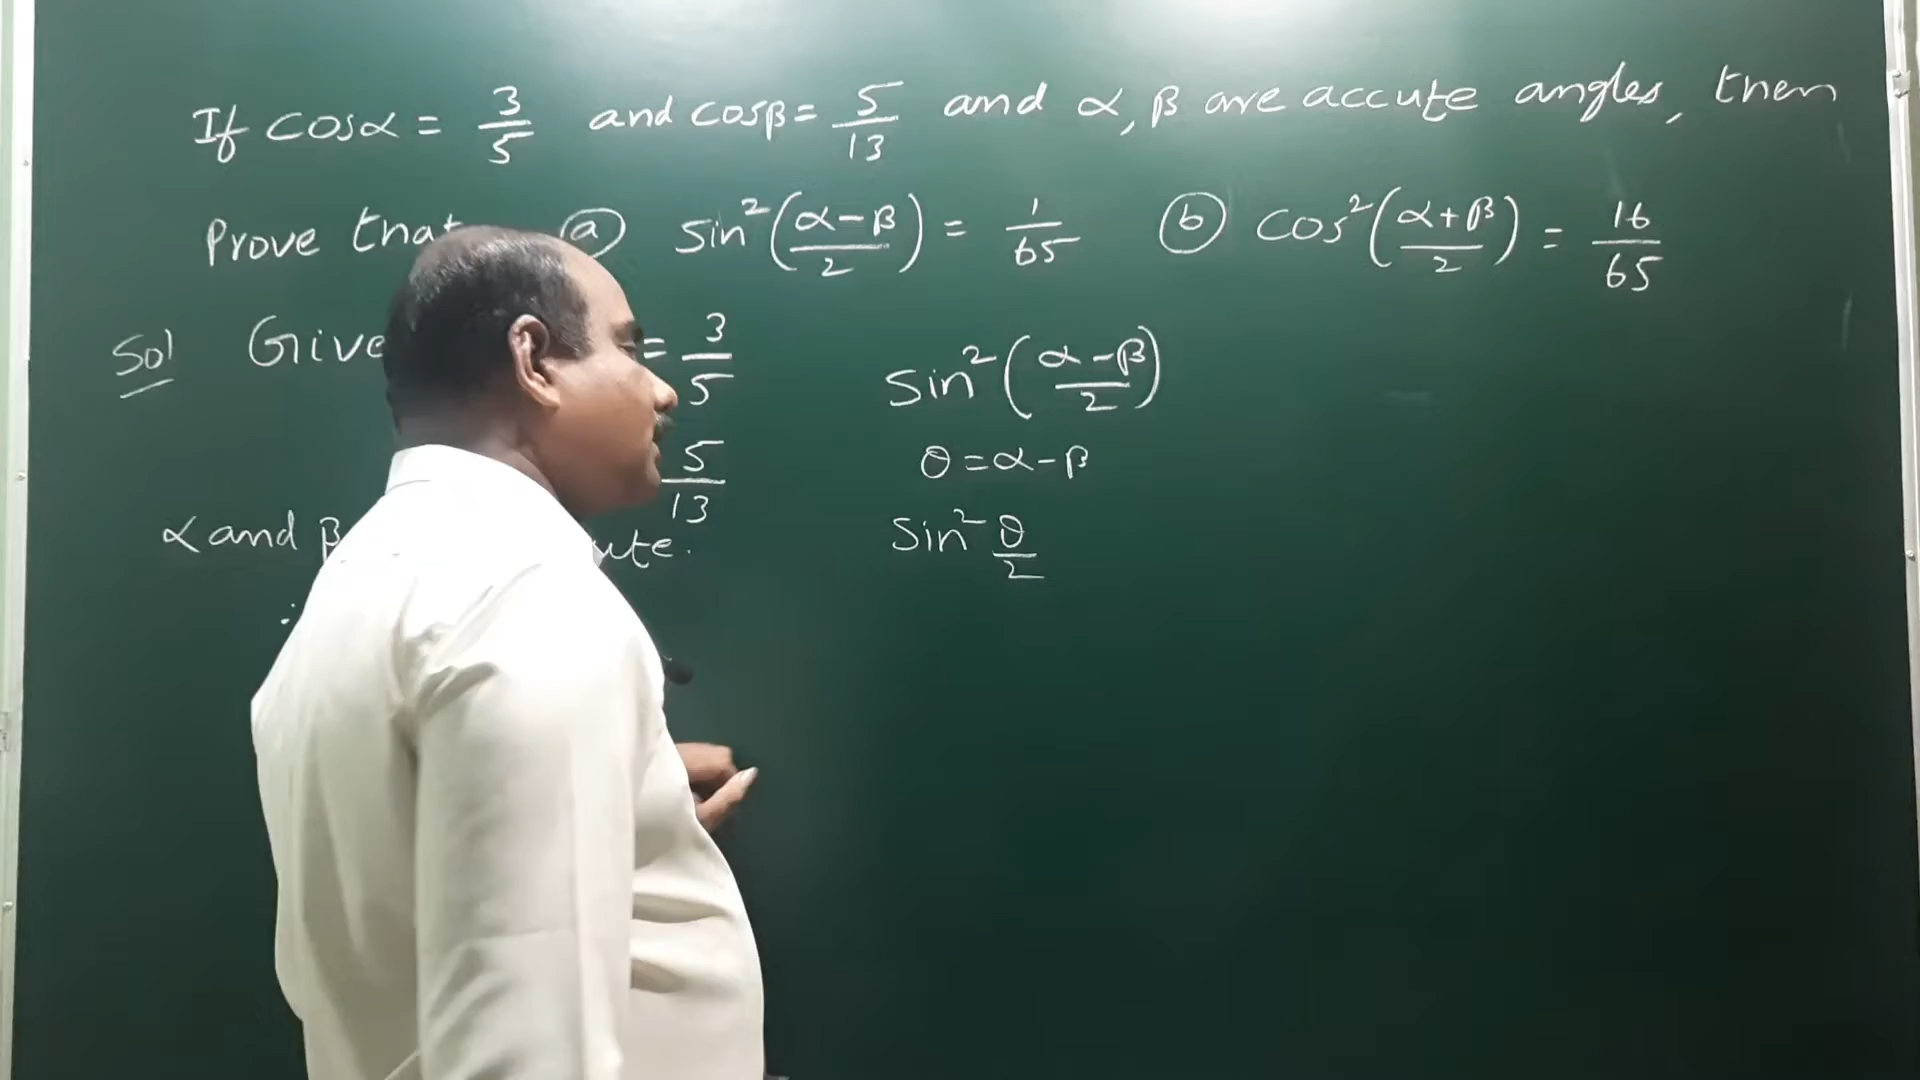 If cosα = 3/5 and cosβ = 5/13 and α, β are accute angles, then
Prove that (a) sin²((α-β)/2) = 1/65 (b) cos²((α+β)/2) = 16/65
Sol Give = 3/5
5/13
α and β
sin²((α-β)/2)
θ = α-β
sin² θ/2